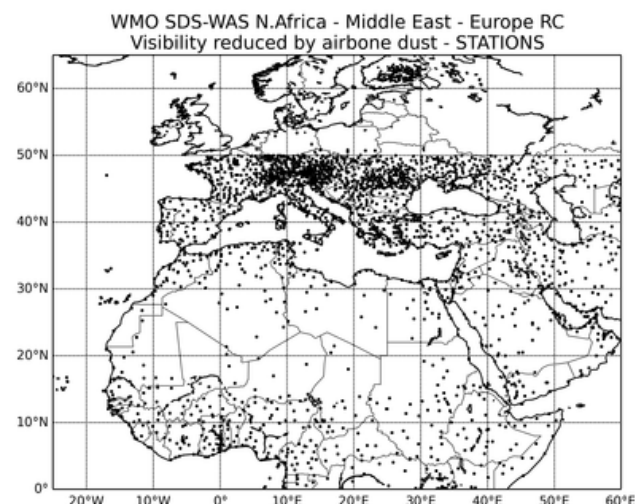 WMO SDS-WAS N.Africa - Middle East - Europe RC
Visibility reduced by airbone dust - STATIONS
60°N
50°N
40°N
30°N
20°N
10°N
0°
20°W 10°W 0° 10°E 20°E 30°E 40°E 50°E 60°E